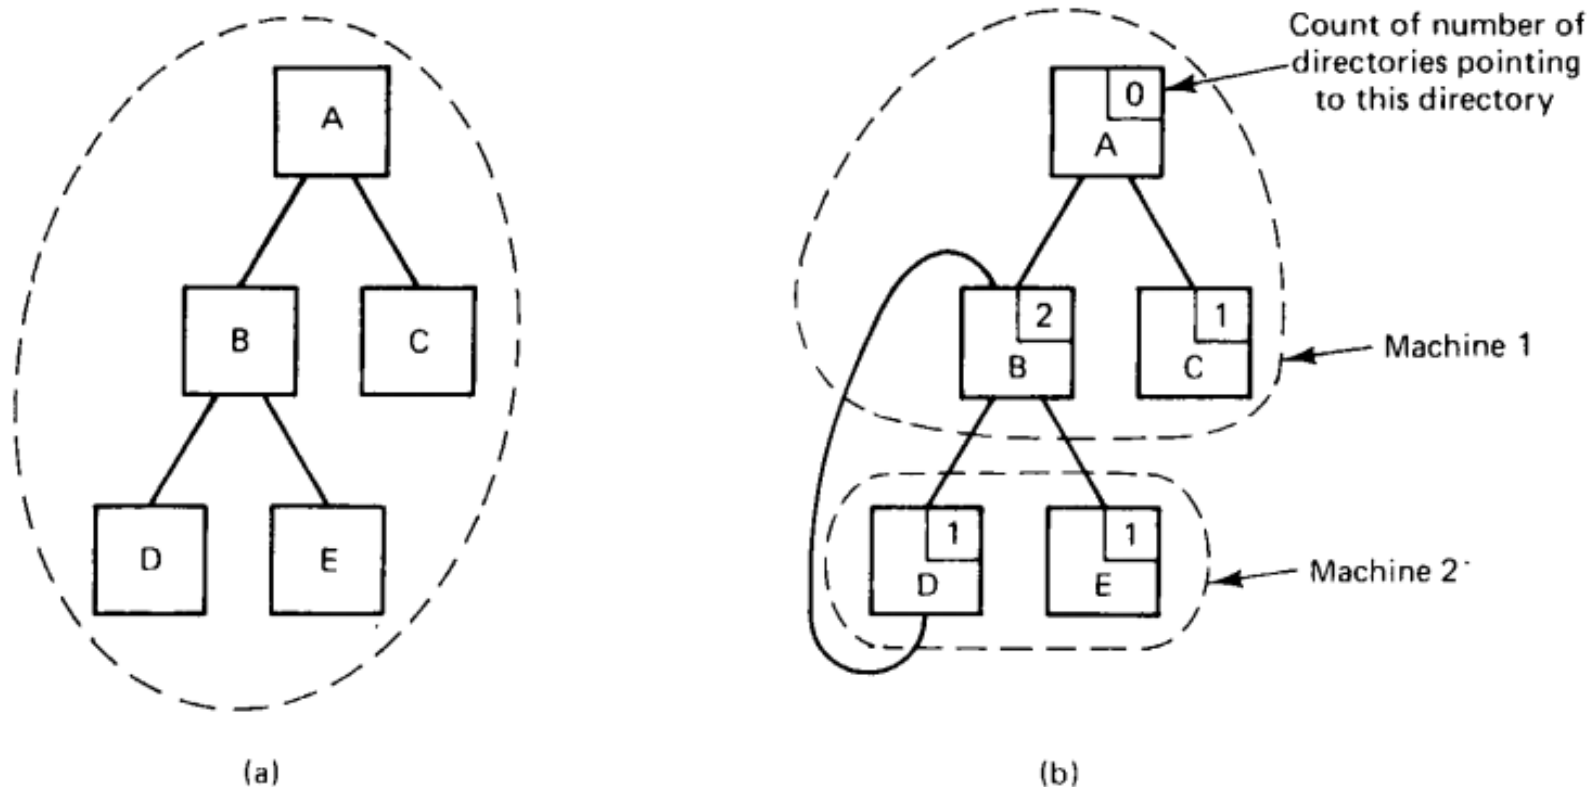 A
B
C
D
E
(a)
Count of number of
directories pointing
to this directory
0
A
2
B
1
C
Machine 1
1
D
1
E
Machine 2
(b)